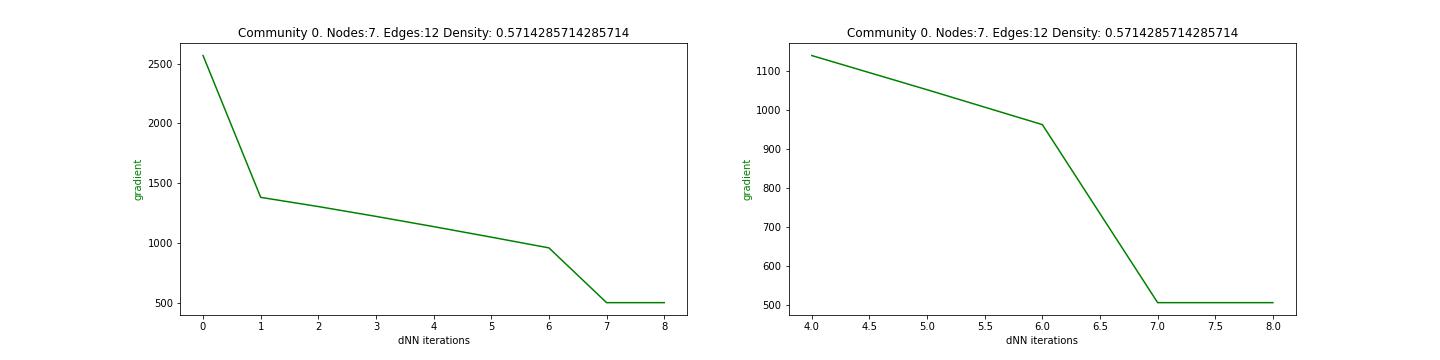 Community 0. Nodes:7. Edges:12 Density: 0.5714285714285714
2500
2000
1500
1000
500
gradient
0 1 2 3 4 5 6 7 8
dNN iterations
Community 0. Nodes:7. Edges:12 Density: 0.5714285714285714
1100
1000
900
800
700
600
500
gradient
4.0 4.5 5.0 5.5 6.0 6.5 7.0 7.5 8.0
dNN iterations